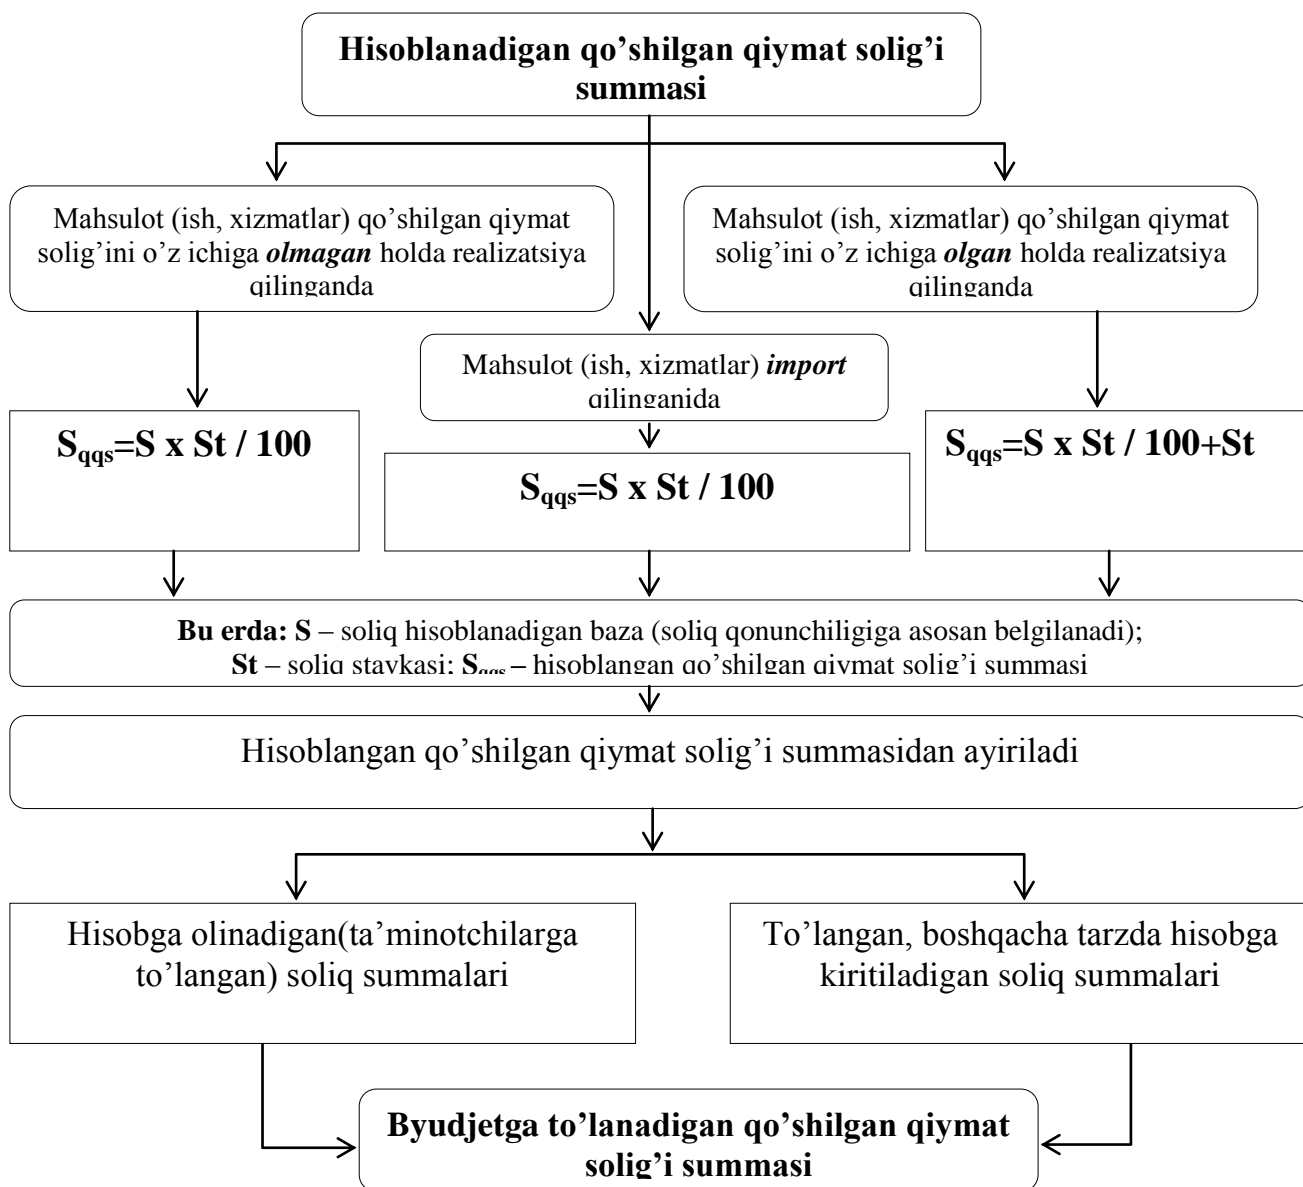 Hisoblanadigan qo’shilgan qiymat solig’i
summasi
Mahsulot (ish, xizmatlar) qo’shilgan qiymat
solig’ini o’z ichiga olmagan holda realizatsiya
qilinganda
Mahsulot (ish, xizmatlar) qo’shilgan qiymat
solig’ini o’z ichiga olgan holda realizatsiya
qilinganda
Mahsulot (ish, xizmatlar) import
qilinganida
Sqqs=S x St / 100
Sqqs=S x St / 100
Sqqs=S x St / 100+St
Bu erda: S – soliq hisoblanadigan baza (soliq qonunchiligiga asosan belgilanadi);
St – soliq stavkasi; Sqqs – hisoblangan qo’shilgan qiymat solig’i summasi
Hisoblangan qo’shilgan qiymat solig’i summasidan ayiriladi
Hisobga olinadigan(ta’minotchilarga
to’langan) soliq summalari
To’langan, boshqacha tarzda hisobga
kiritiladigan soliq summalari
Byudjetga to’lanadigan qo’shilgan qiymat
solig’i summasi